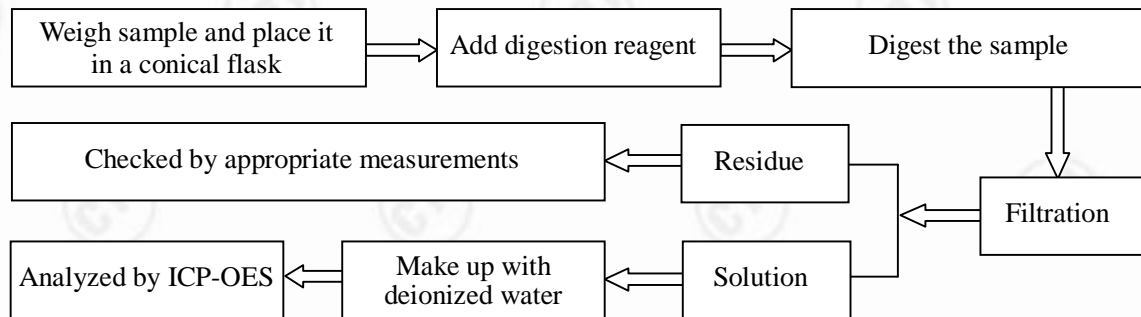 Weigh sample and place it
in a conical flask
Add digestion reagent
Digest the sample
Filtration
Residue
Checked by appropriate measurements
Solution
Make up with
deionized water
Analyzed by ICP-OES